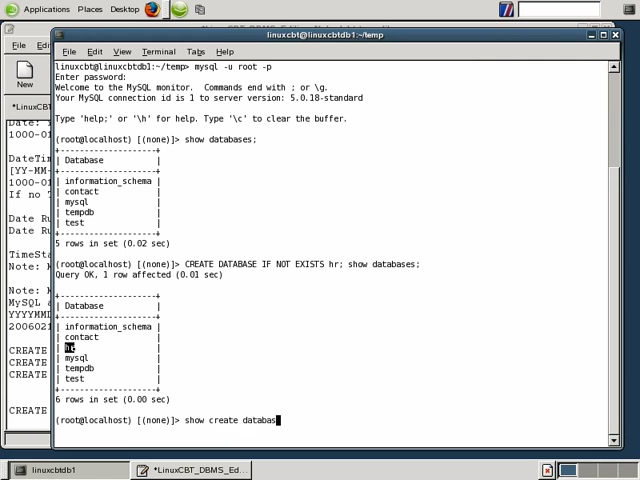 Applications Places Desktop
linuxcbt@linuxcbtdb1:~/temp
File Edit View Terminal Tabs Help
linuxcbt@linuxcbtdb1:~/temp> mysql -u root -p
Enter password:
Welcome to the MySQL monitor. Commands end with ; or \g.
Your MySQL connection id is 1 to server version: 5.0.18-standard
Type 'help;' or '\h' for help. Type '\c' to clear the buffer.
(root@localhost) [(none)]> show databases;
+--------------------+
| Database |
+--------------------+
| information_schema |
| contact |
| mysql |
| tempdb |
| test |
+--------------------+
5 rows in set (0.02 sec)
(root@localhost) [(none)]> CREATE DATABASE IF NOT EXISTS hr; show databases;
Query OK, 1 row affected (0.01 sec)
+--------------------+
| Database |
+--------------------+
| information_schema |
| contact |
| hr |
| mysql |
| tempdb |
| test |
+--------------------+
6 rows in set (0.00 sec)
(root@localhost) [(none)]> show create databas
File Ed
New
*LinuxC
1000-01
DateTim
[YY-MM-
1000-01
If no T
Date Ru
Date Ru
TimeSta
Note: M
Note: M
MySQL a
YYYYMMD
2006021
CREATE
CREATE
CREATE
CREATE
linuxcbtdb1
*LinuxCBT_DBMS_Ed...